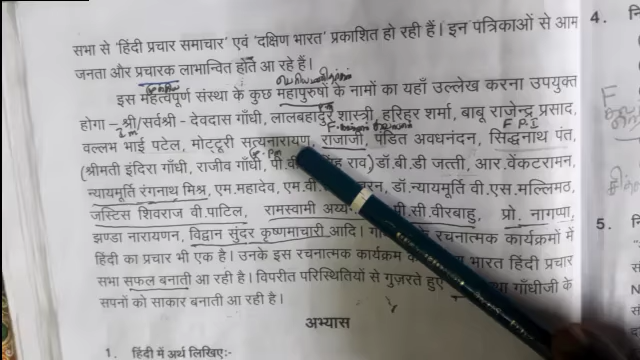 सभा से 'हिंदी प्रचार समाचार' एवं 'दक्षिण भारत' प्रकाशित हो रही हैं। इन पत्रिकाओं से आम
जनता और प्रचारक लाभान्वित होते आ रहे हैं।
इस महत्वपूर्ण संस्था के कुछ महापुरुषों के नामों का यहाँ उल्लेख करना उपयुक्त
होगा – श्री/सर्वश्री - देवदास गाँधी, लालबहादुर शास्त्री, हरिहर शर्मा, बाबू राजेन्द्र प्रसाद,
वल्लभ भाई पटेल, मोट्टूरी सत्यनारायण, राजाजी, पंडित अवधनंदन, सिद्धनाथ पंत,
(श्रीमती इंदिरा गाँधी, राजीव गाँधी, पी.वी. राव) डॉ.बी.डी जत्ती, आर.वेंकटरामन,
न्यायमूर्ति रंगनाथ मिश्र, एम.महादेव, एम.वी. डॉ.न्यायमूर्ति वी.एस.मल्लिमठ,
जस्टिस शिवराज वी.पाटिल, रामस्वामी सी.वीरबाहु, प्रो. नागप्पा,
झण्डा नारायणन, विद्वान सुंदर कृष्णमाचारी आदि। के रचनात्मक कार्यक्रमों में
हिंदी का प्रचार भी एक है। उनके इस रचनात्मक कार्यक्रम भारत हिंदी प्रचार
सभा सफल बनाती आ रही है। विपरीत परिस्थितियों से गुज़रते हुए गाँधीजी के
सपनों को साकार बनाती आ रही है।
अभ्यास
1. हिंदी में अर्थ लिखिए:-
4.
5.